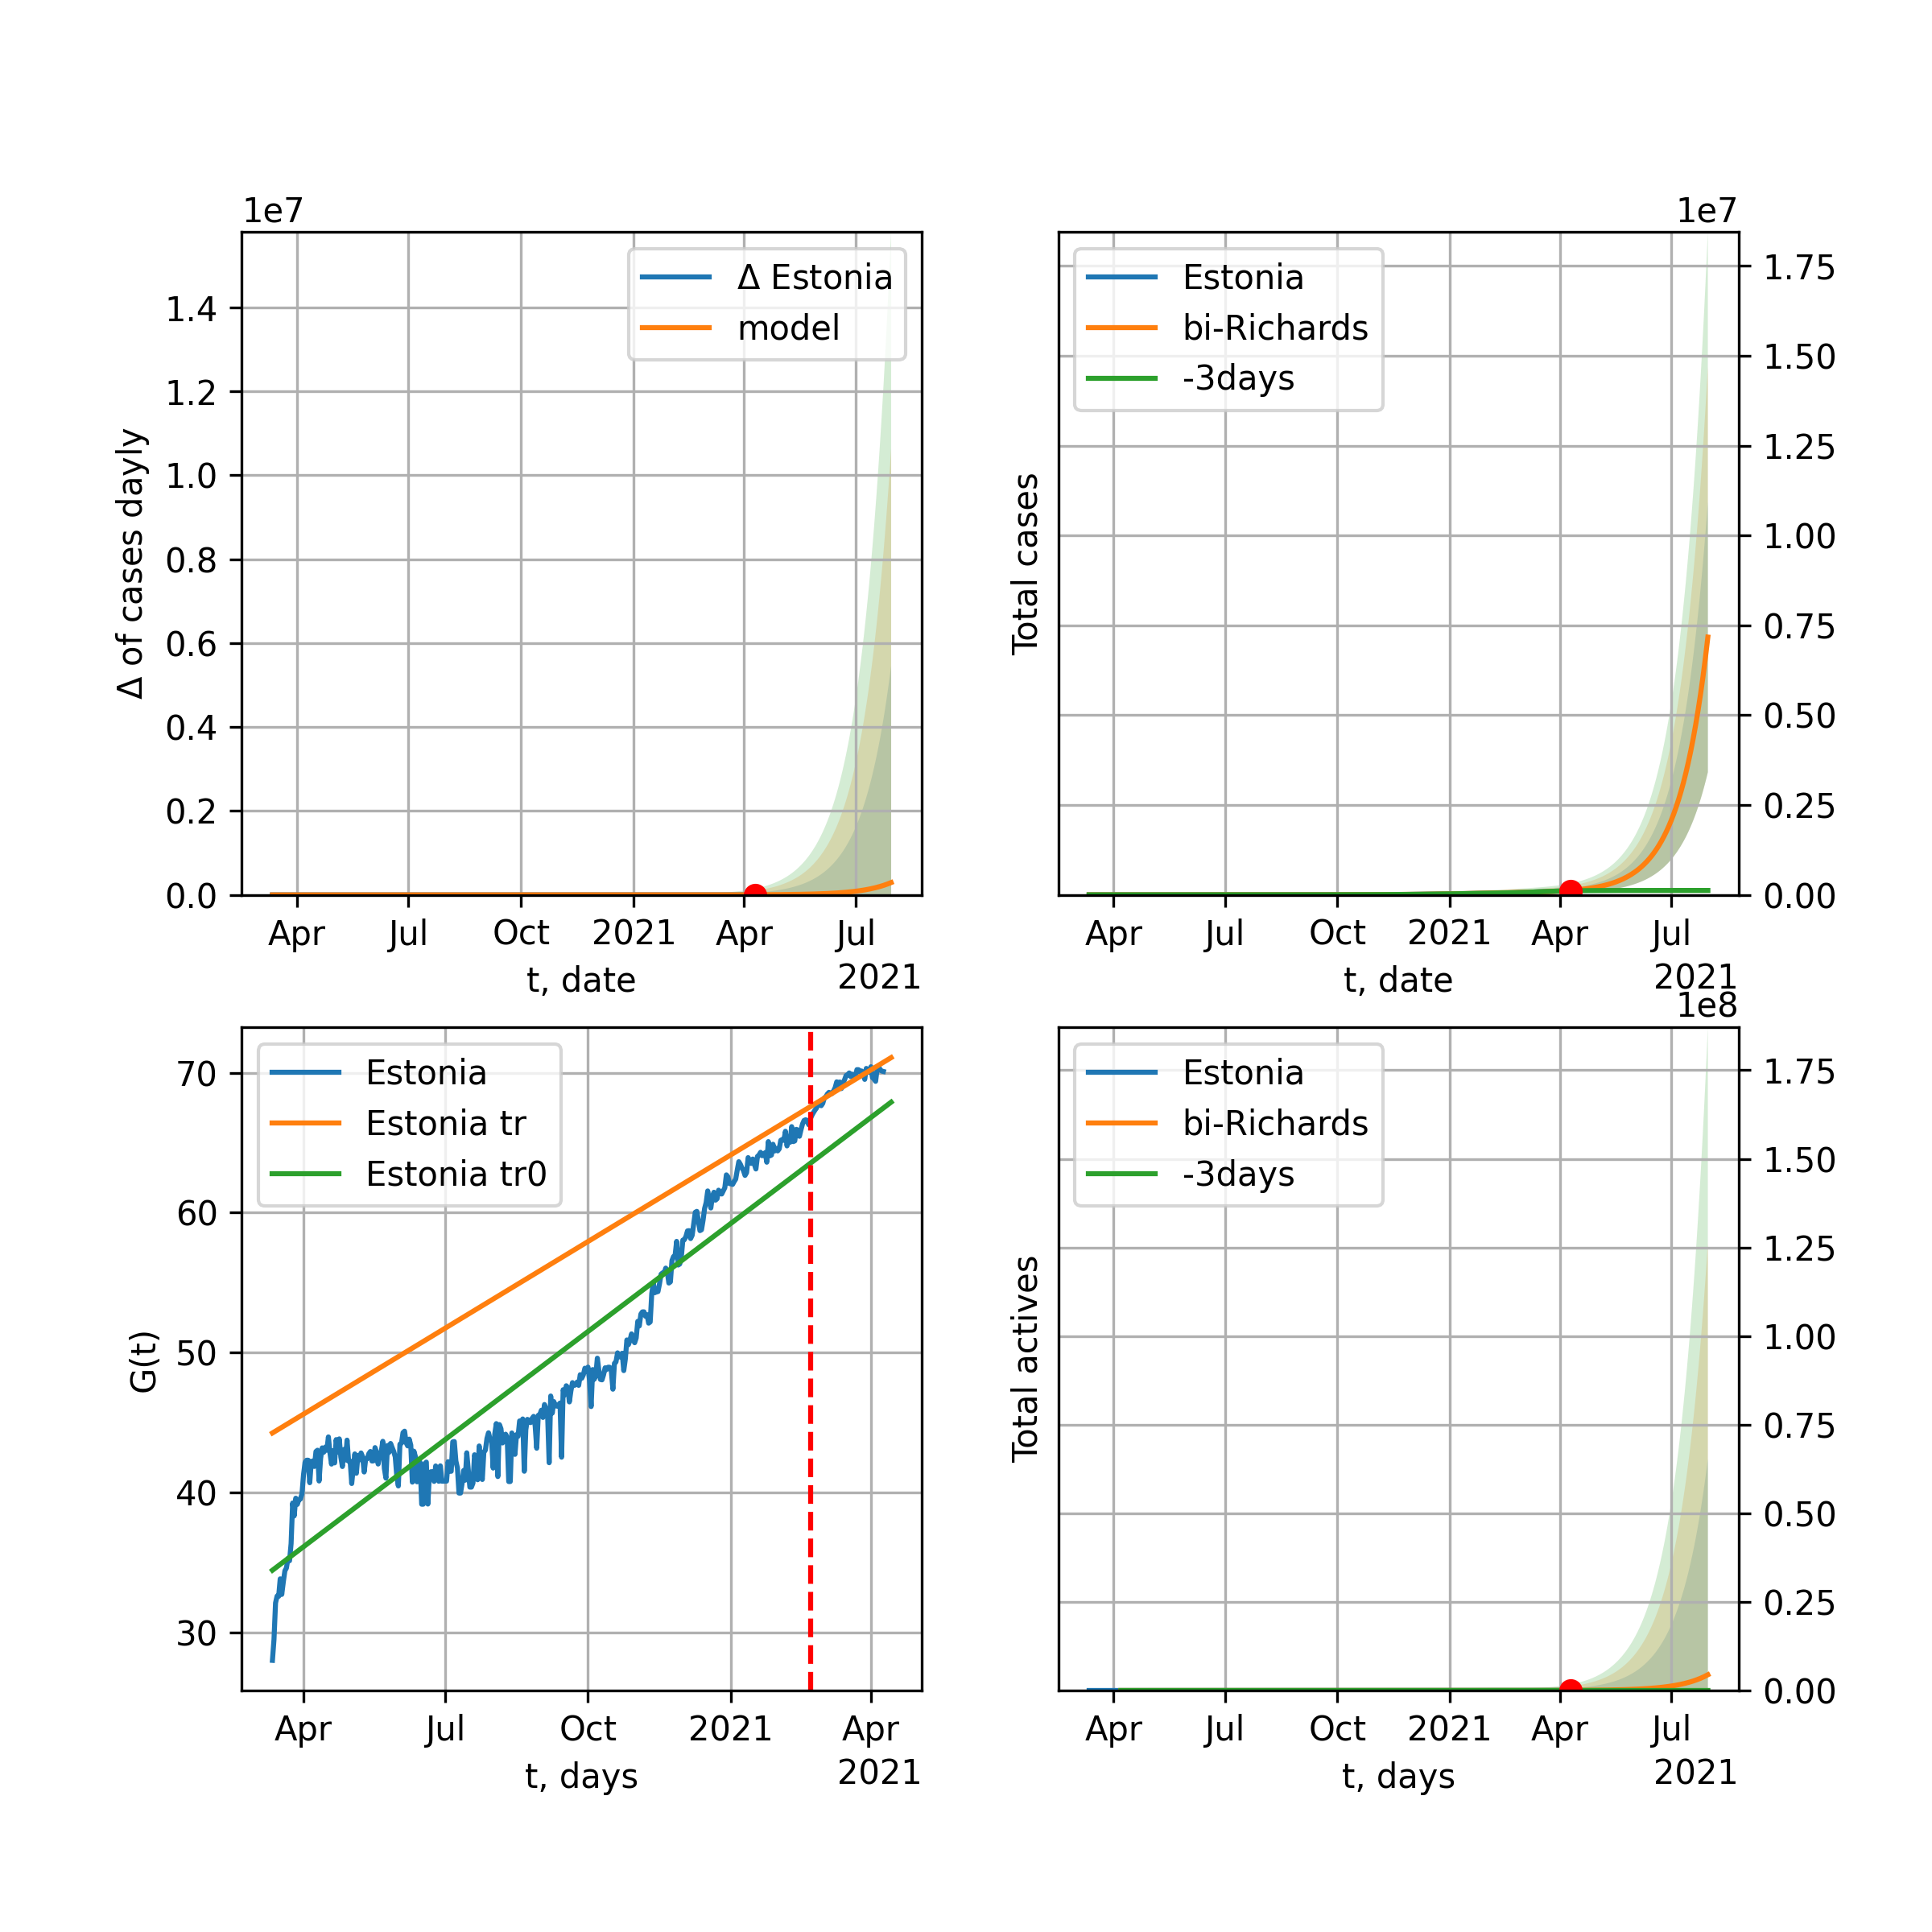 1e7
Δ Estonia
model
1.4
1.2
1.0
0.8
0.6
0.4
0.2
0.0
Δ of cases dayly
Apr Jul Oct 2021 Apr Jul
t, date
2021
1e7
Estonia
bi-Richards
-3days
1.75
1.50
1.25
1.00
0.75
0.50
0.25
0.00
Total cases
Apr Jul Oct 2021 Apr Jul
t, date
2021
Estonia
Estonia tr
Estonia tr0
70
60
50
40
30
G(t)
Apr Jul Oct 2021 Apr
t, days
2021
1e8
Estonia
bi-Richards
-3days
1.75
1.50
1.25
1.00
0.75
0.50
0.25
0.00
Total actives
Apr Jul Oct 2021 Apr Jul
t, days
2021